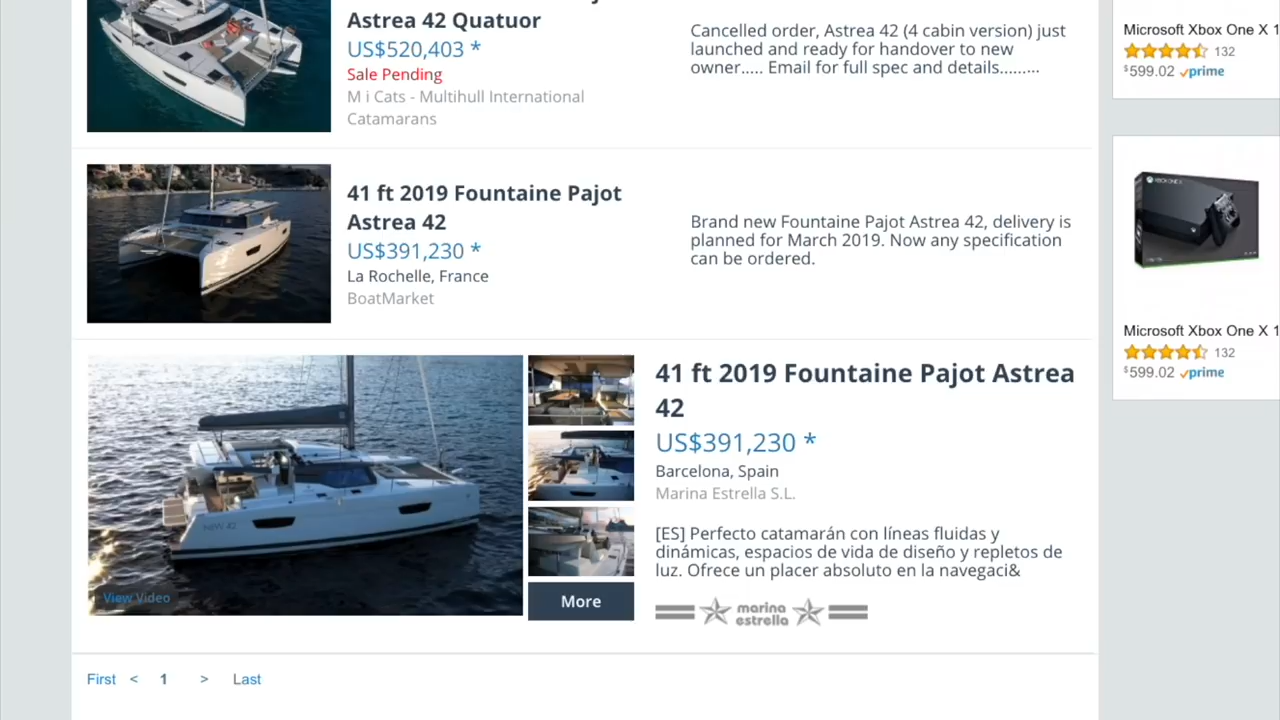 Astrea 42 Quatuor
US$520,403 *
Sale Pending
M i Cats - Multihull International
Catamarans
Cancelled order, Astrea 42 (4 cabin version) just
launched and ready for handover to new
owner..... Email for full spec and details.........
41 ft 2019 Fountaine Pajot
Astrea 42
US$391,230 *
La Rochelle, France
BoatMarket
Brand new Fountaine Pajot Astrea 42, delivery is
planned for March 2019. Now any specification
can be ordered.
View Video
More
41 ft 2019 Fountaine Pajot Astrea
42
US$391,230 *
Barcelona, Spain
Marina Estrella S.L.
[ES] Perfecto catamarán con líneas fluidas y
dinámicas, espacios de vida de diseño y repletos de
luz. Ofrece un placer absoluto en la navegaci&
marina
estrella
First < 1 > Last
Microsoft Xbox One X 1
132
$599.02 prime
XBOX ONE X
Microsoft Xbox One X 1
132
$599.02 prime